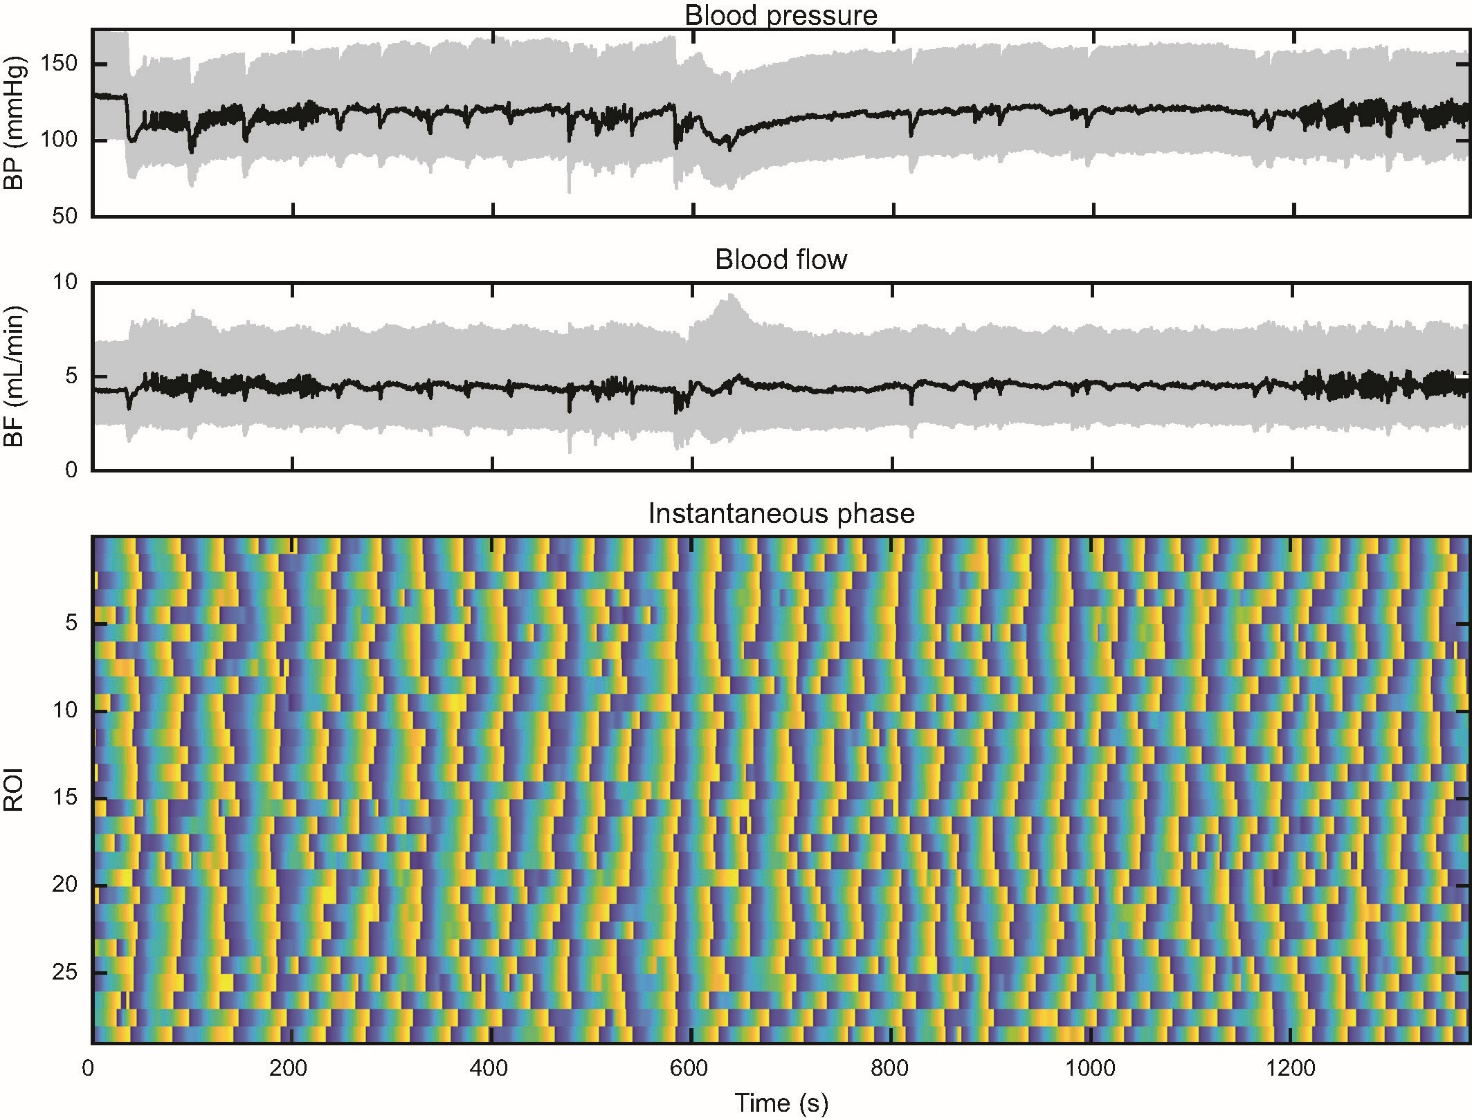 Blood pressure
BP (mmHg)
150
100
50
Blood flow
BF (mL/min)
10
5
0
Instantaneous phase
ROI
5
10
15
20
25
0 200 400 600 800 1000 1200
Time (s)